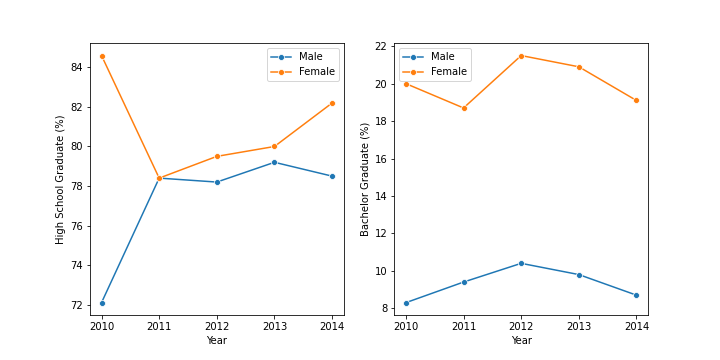 High School Graduate (%)
84
82
80
78
76
74
72
2010 2011 2012 2013 2014
Year
Male
Female
Bachelor Graduate (%)
22
20
18
16
14
12
10
8
2010 2011 2012 2013 2014
Year
Male
Female